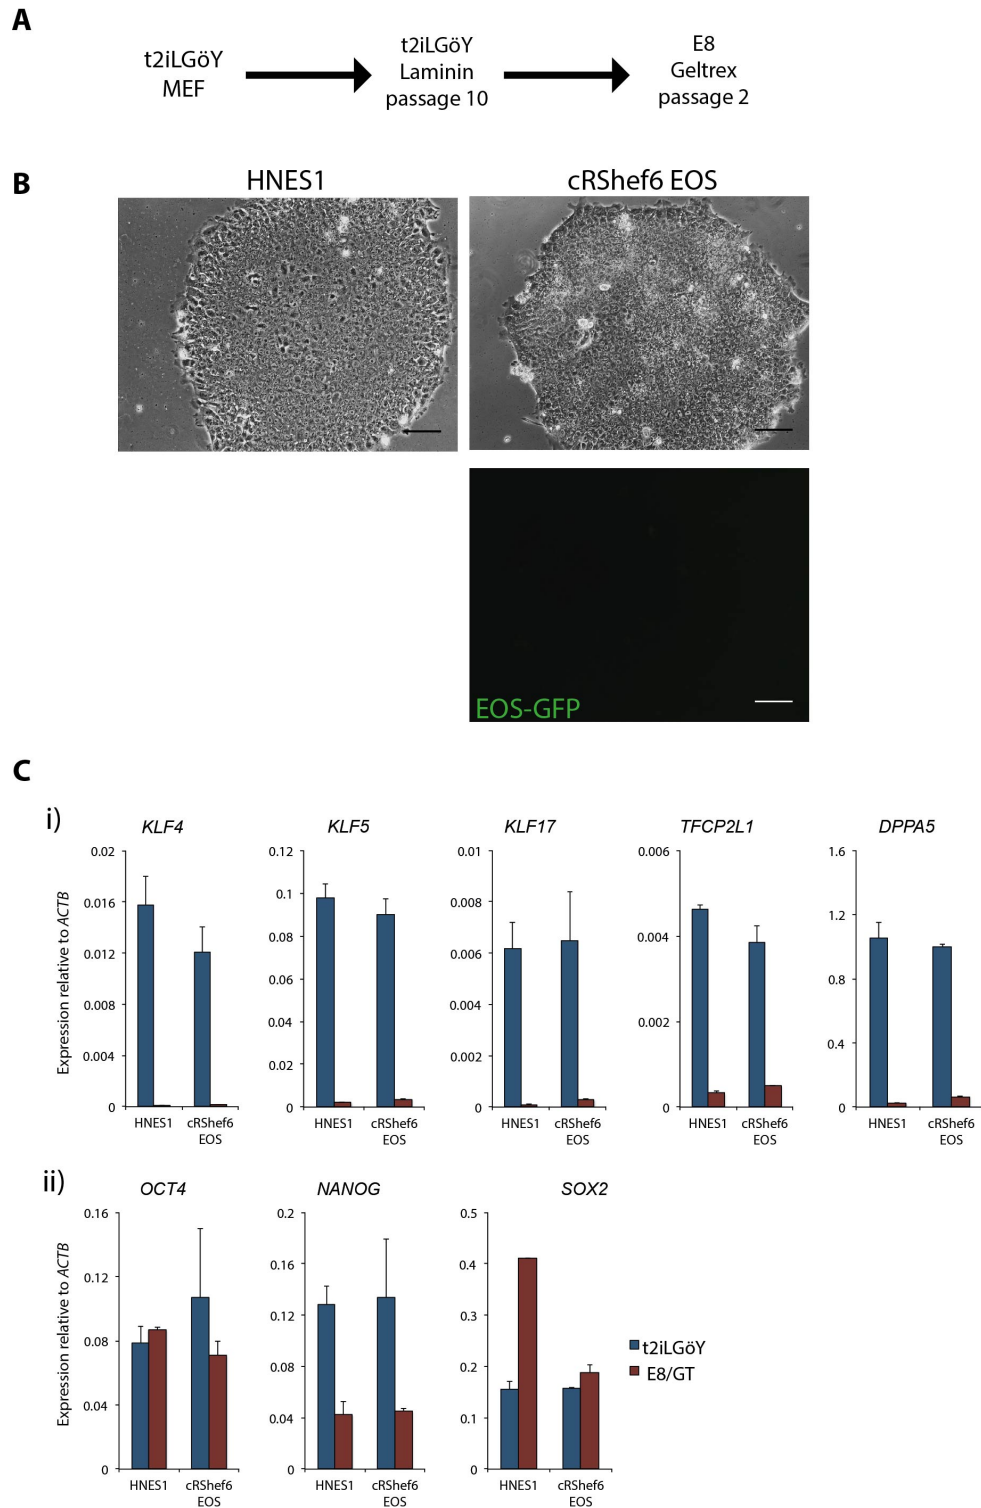 A
t2iLGöY
MEF
t2iLGöY
Laminin
passage 10
E8
Geltrex
passage 2
B
HNES1
cRShef6 EOS
EOS-GFP
C
i)
KLF4
KLF5
KLF17
TFCP2L1
DPPA5
Expression relative to ACTB
0.02
0.016
0.012
0.008
0.004
0
HNES1
cRShef6
EOS
0.12
0.1
0.08
0.06
0.04
0.02
0
HNES1
cRShef6
EOS
0.01
0.008
0.006
0.004
0.002
0
HNES1
cRShef6
EOS
0.006
0.004
0.002
0
HNES1
cRShef6
EOS
1.6
1.2
0.8
0.4
0
HNES1
cRShef6
EOS
ii)
OCT4
NANOG
SOX2
Expression relative to ACTB
0.16
0.12
0.08
0.04
0
HNES1
cRShef6
EOS
0.2
0.16
0.12
0.08
0.04
0
HNES1
cRShef6
EOS
0.5
0.4
0.3
0.2
0.1
0
HNES1
cRShef6
EOS
t2iLGöY
E8/GT